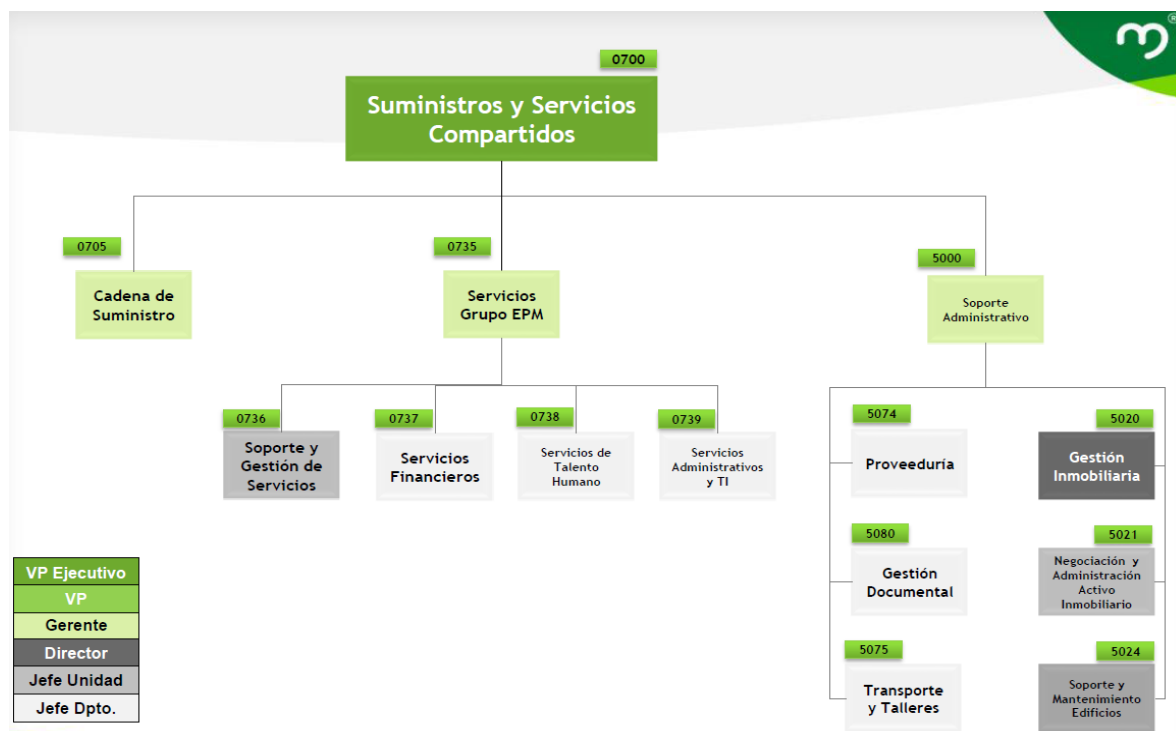 0700
Suministros y Servicios
Compartidos
0705
Cadena de
Suministro
0735
Servicios
Grupo EPM
5000
Soporte
Administrativo
0736
Soporte y
Gestión de
Servicios
0737
Servicios
Financieros
0738
Servicios de
Talento
Humano
0739
Servicios
Administrativos
y TI
5074
Proveeduría
5020
Gestión
Inmobiliaria
5080
Gestión
Documental
5021
Negociación y
Administración
Activo
Inmobiliario
5075
Transporte
y Talleres
5024
Soporte y
Mantenimiento
Edificios
VP Ejecutivo
VP
Gerente
Director
Jefe Unidad
Jefe Dpto.
®